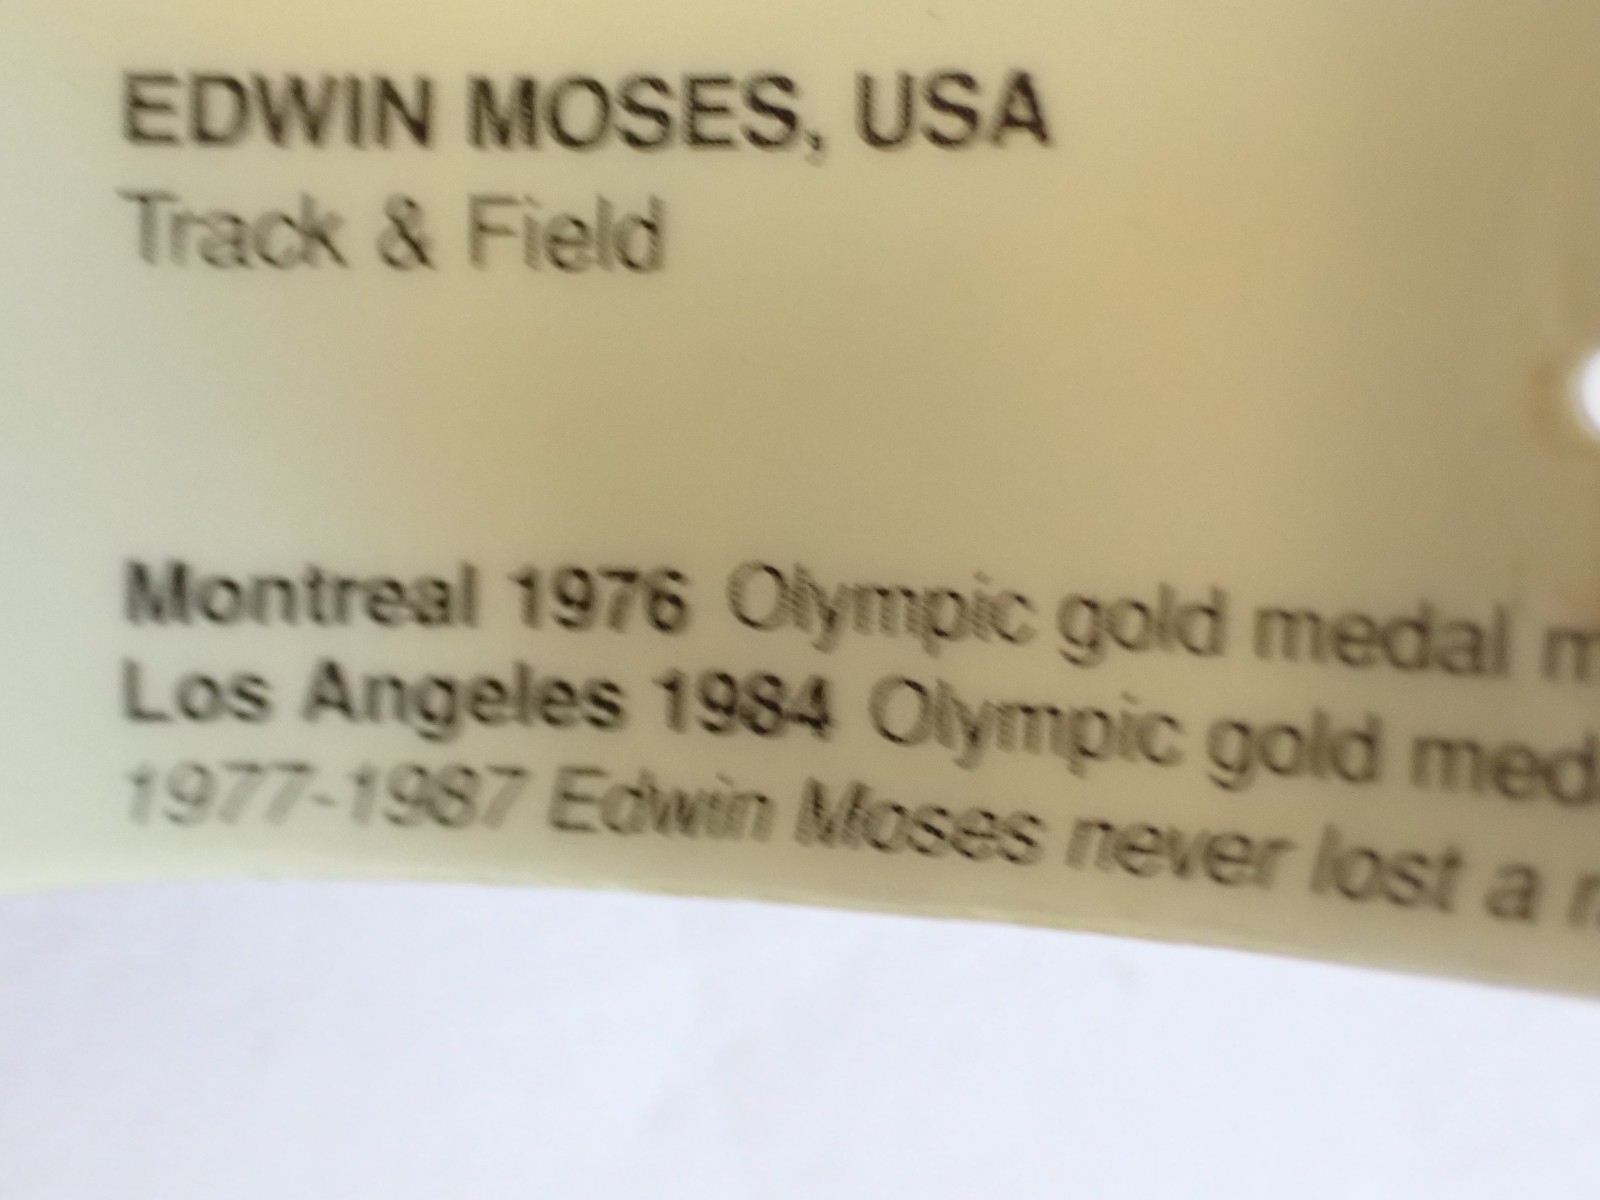 EDWIN MOSES, USA
Track & Field
Montreal 1976 Olympic gold medal
Los Angeles 1984 Olympic gold
1977-1987 Edwin Moses never lost a